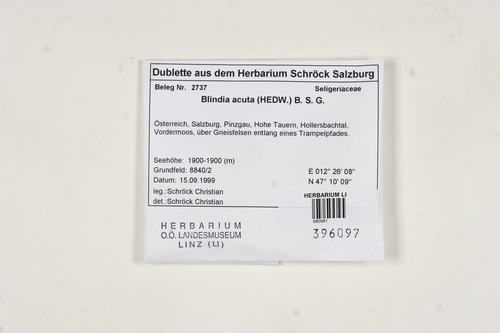 Dublette aus dem Herbarium Schröck Salzburg
Beleg Nr. 2737 Seligeriaceae
Blindia acuta (HEDW.) B. S. G.
Österreich, Salzburg, Pinzgau, Hohe Tauern, Hollersbachtal,
Vordermoos, über Gneisfelsen entlang eines Trampelpfades.
Seehöhe: 1900-1900 (m)
Grundfeld: 8840/2 E 012° 26' 08"
Datum: 15.09.1999 N 47° 10' 09"
leg.:Schröck Christian
det.:Schröck Christian
HERBARIUM LI
680981
HERBARIUM
O.Ö. LANDESMUSEUM
LINZ (LI)
396097